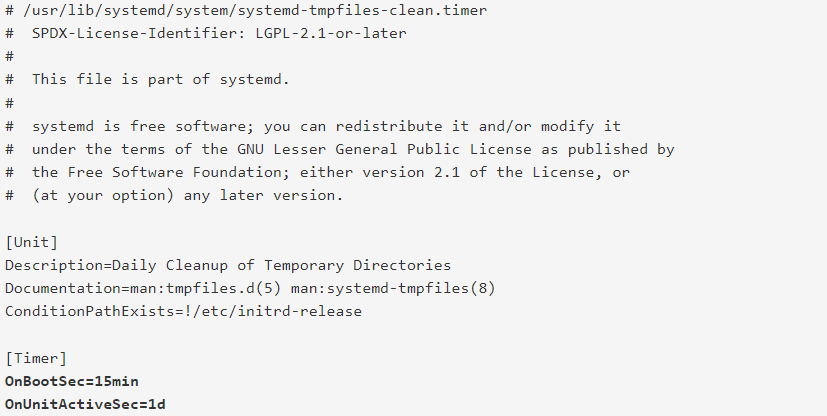 # /usr/lib/systemd/system/systemd-tmpfiles-clean.timer
#  SPDX-License-Identifier: LGPL-2.1-or-later
#
#  This file is part of systemd.
#
#  systemd is free software; you can redistribute it and/or modify it
#  under the terms of the GNU Lesser General Public License as published by
#  the Free Software Foundation; either version 2.1 of the License, or
#  (at your option) any later version.

[Unit]
Description=Daily Cleanup of Temporary Directories
Documentation=man:tmpfiles.d(5) man:systemd-tmpfiles(8)
ConditionPathExists=!/etc/initrd-release

[Timer]
OnBootSec=15min
OnUnitActiveSec=1d